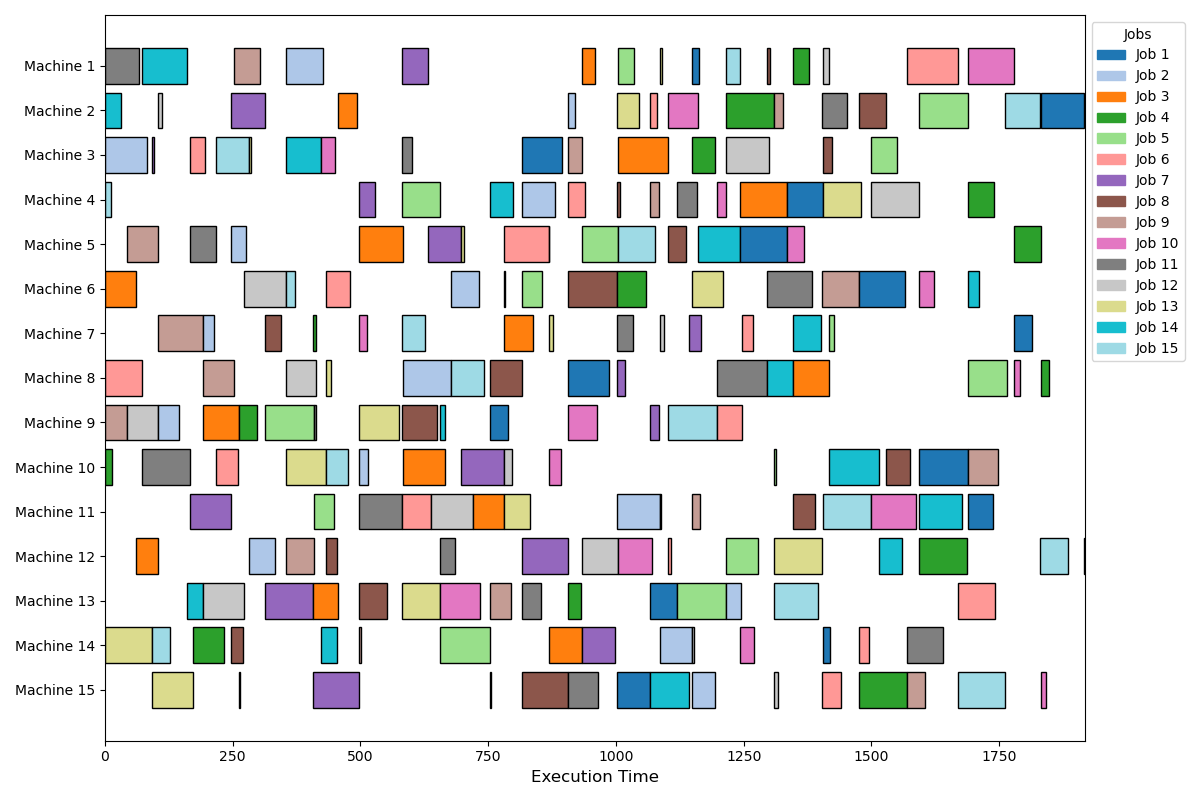 Machine 1
Machine 2
Machine 3
Machine 4
Machine 5
Machine 6
Machine 7
Machine 8
Machine 9
Machine 10
Machine 11
Machine 12
Machine 13
Machine 14
Machine 15
0 250 500 750 1000 1250 1500 1750
Execution Time
Jobs
Job 1
Job 2
Job 3
Job 4
Job 5
Job 6
Job 7
Job 8
Job 9
Job 10
Job 11
Job 12
Job 13
Job 14
Job 15